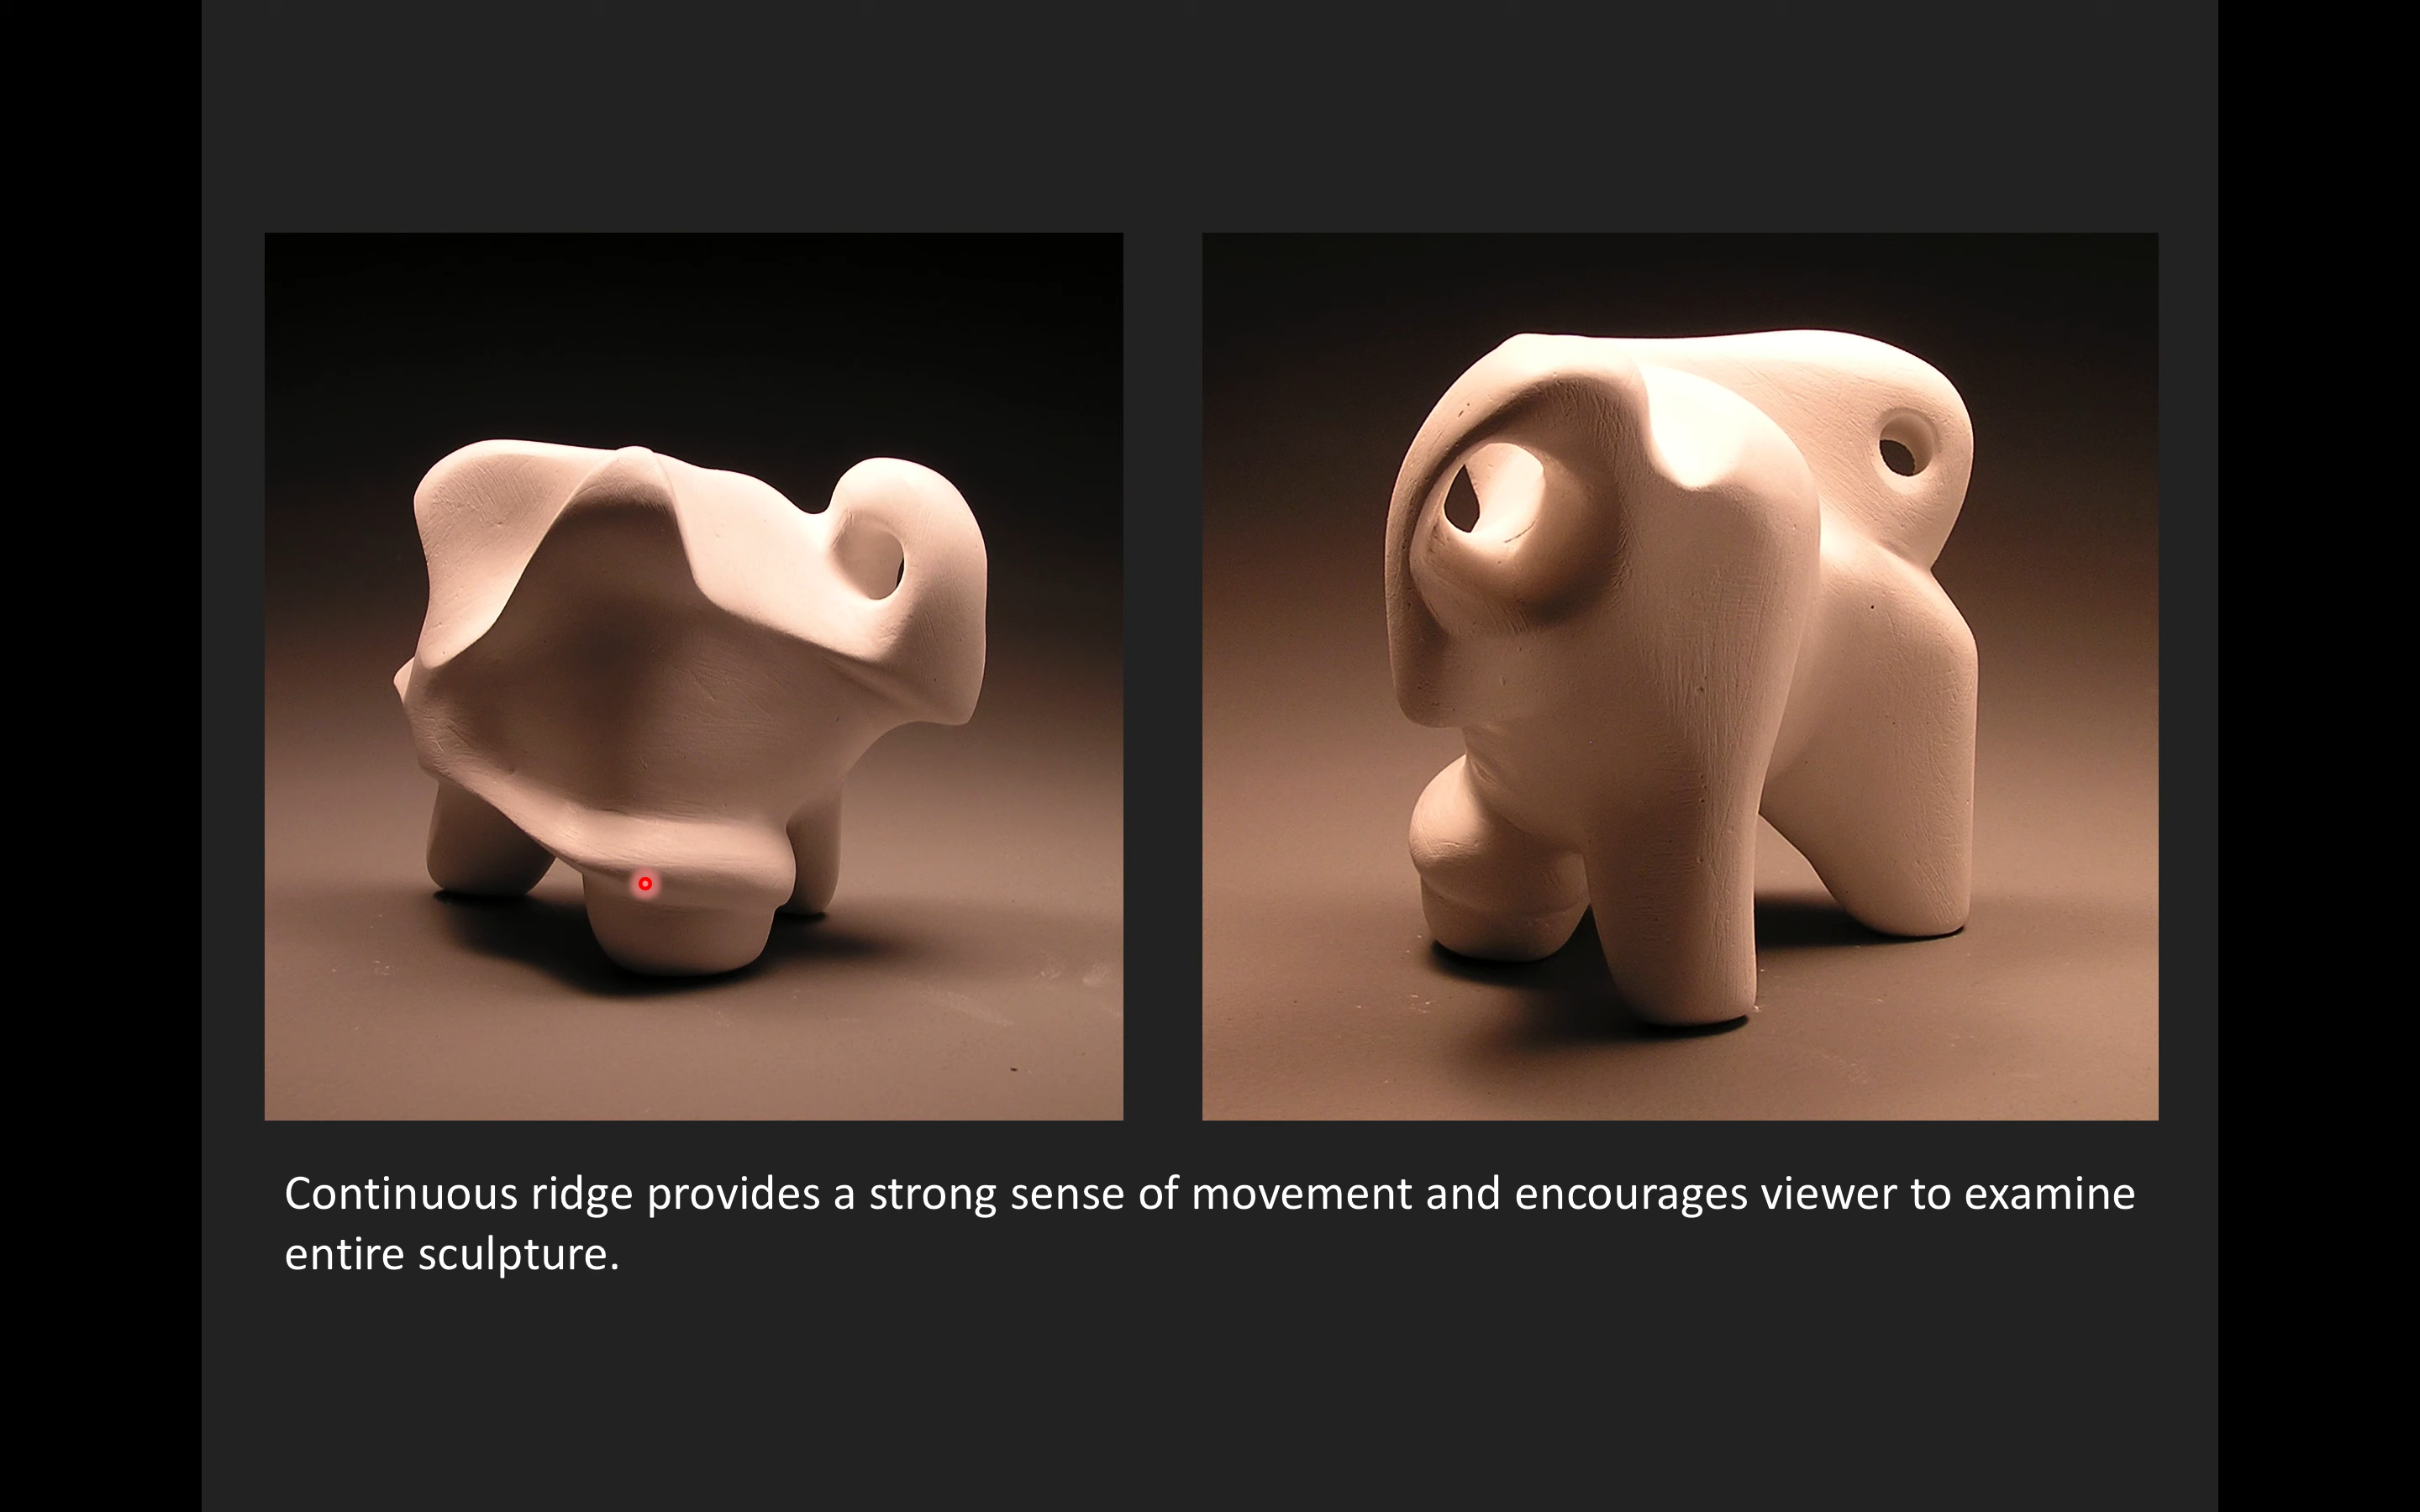 Continuous ridge provides a strong sense of movement and encourages viewer to examine
entire sculpture.